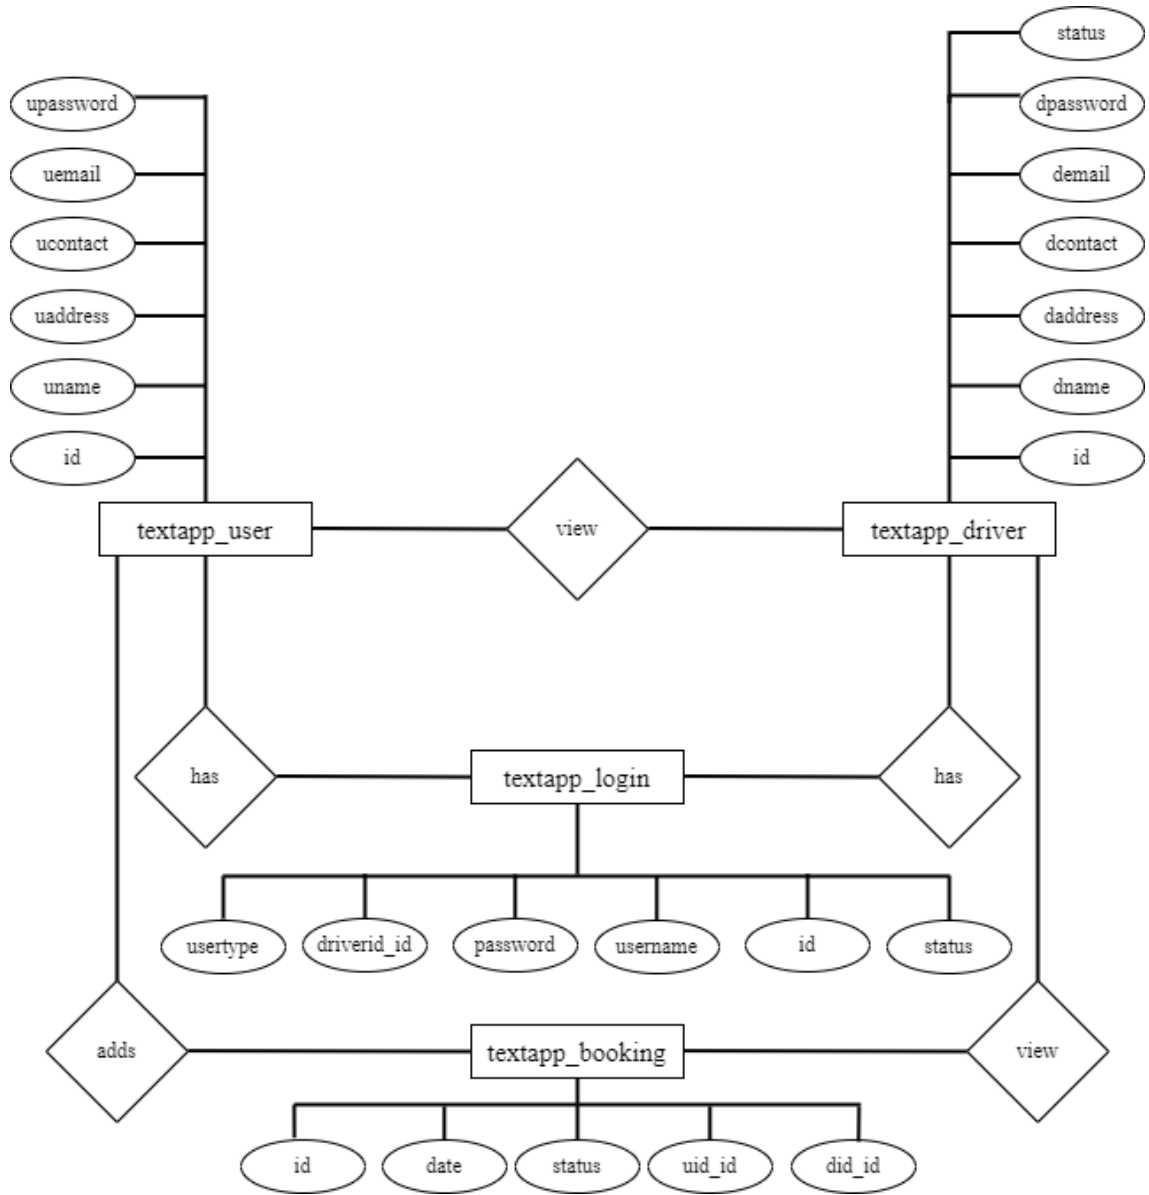 status
upassword
dpassword
uemail
demail
ucontact
dcontact
uaddress
daddress
uname
dname
id
id
textapp_user
view
textapp_driver
has
textapp_login
has
usertype
driverid_id
password
username
id
status
adds
textapp_booking
view
id
date
status
uid_id
did_id